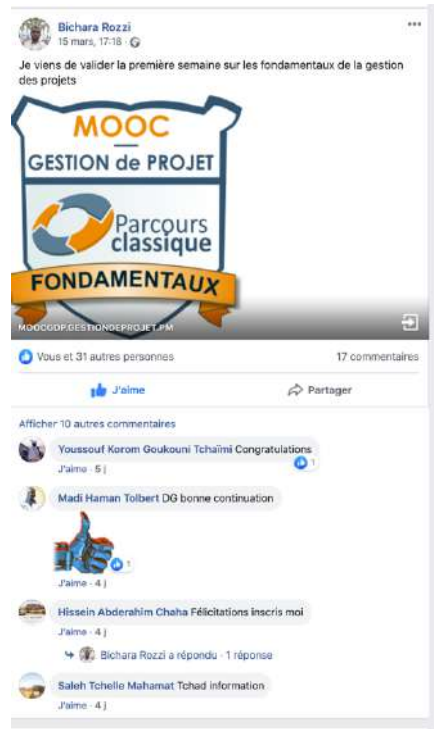 Bichara Rozzi
15 mars, 17:18 ·
Je viens de valider la première semaine sur les fondamentaux de la gestion
des projets
MOOC
GESTION de PROJET
Parcours
classique
FONDAMENTAUX
MOOCGDP.GESTIONDEPROJET.PM
Vous et 31 autres personnes 17 commentaires
J'aime Partager
Afficher 10 autres commentaires
Youssouf Korom Goukouni Tchaïmi Congratulations
1
J'aime · 5 j
Madi Haman Tolbert DG bonne continuation
1
J'aime · 4 j
Hissein Abderahim Chaha Félicitations inscris moi
J'aime · 4 j
Bichara Rozzi a répondu · 1 réponse
Saleh Tchelle Mahamat Tchad information
J'aime · 4 j